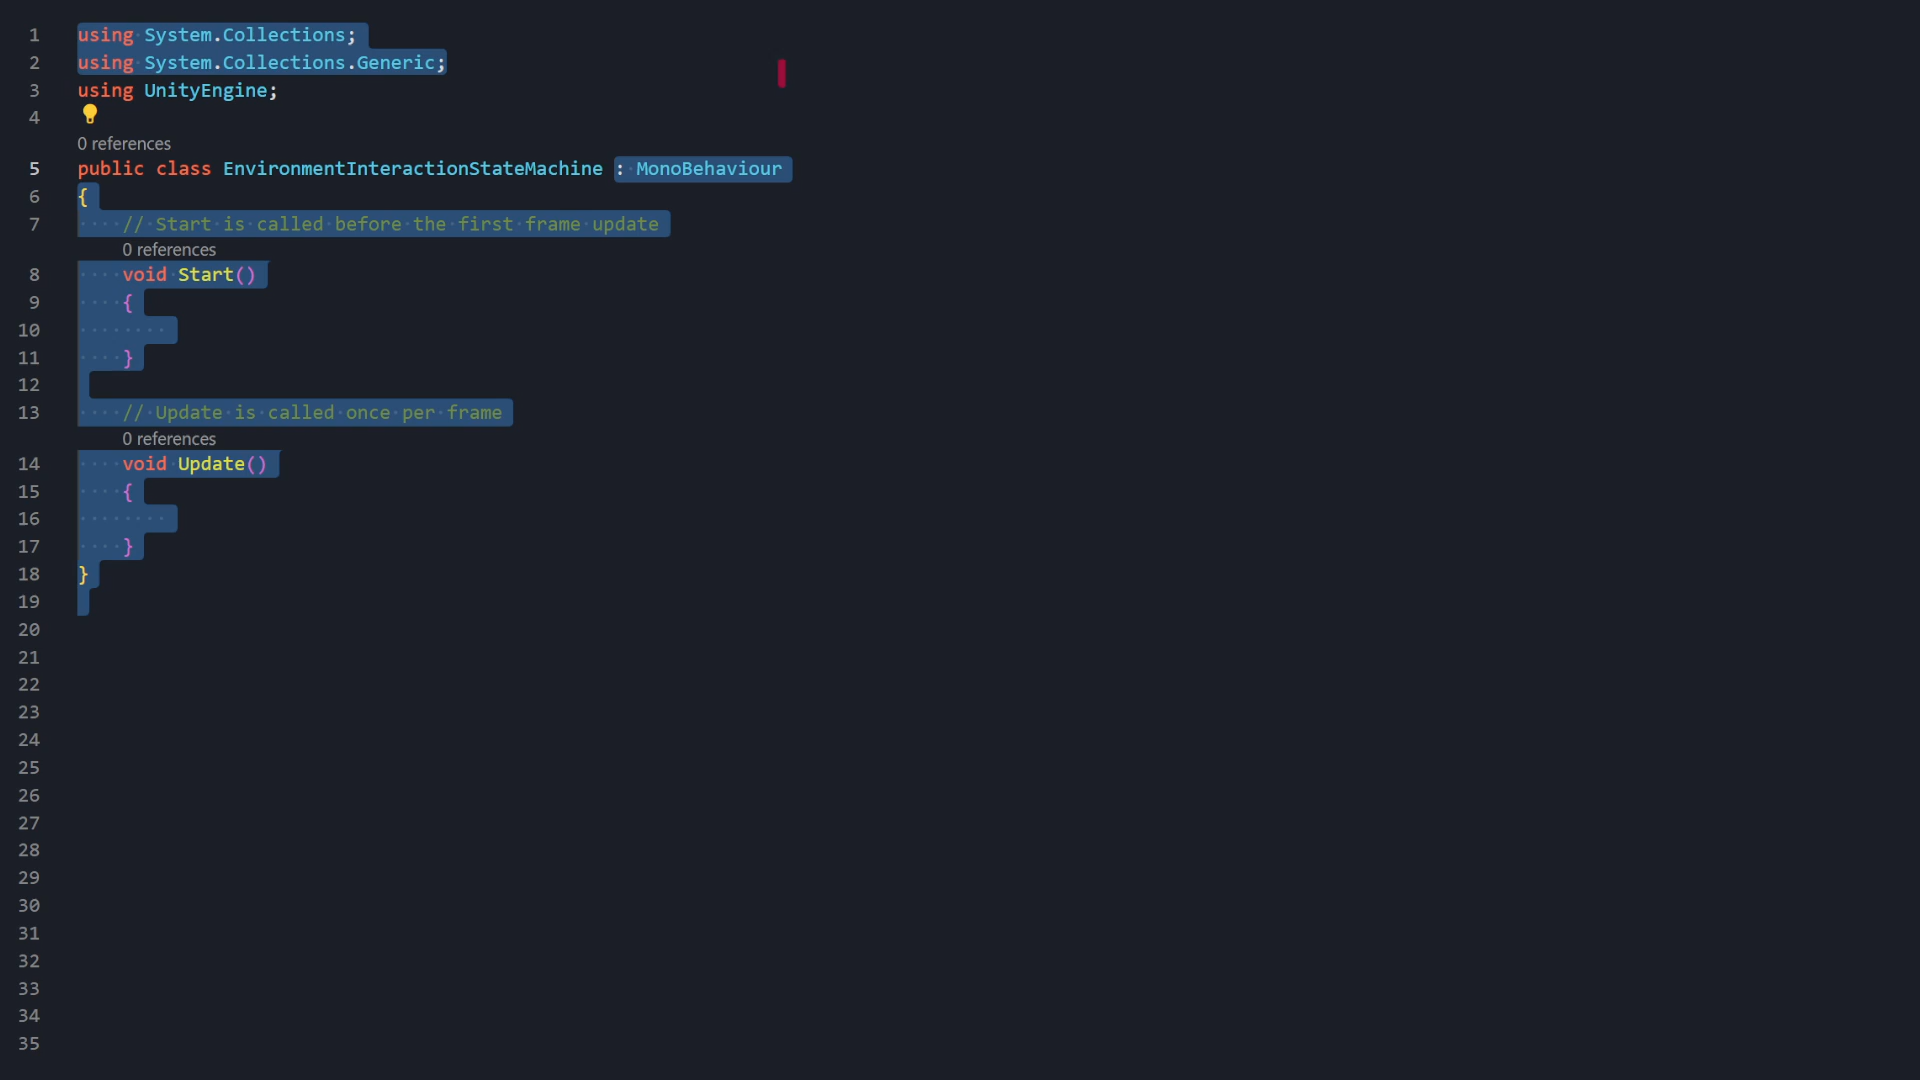 1 using System.Collections;
2 using System.Collections.Generic;
3 using UnityEngine;
4
0 references
5 public class EnvironmentInteractionStateMachine : MonoBehaviour
6 {
7 // Start is called before the first frame update
0 references
8 void Start()
9 {
10
11 }
12
13 // Update is called once per frame
0 references
14 void Update()
15 {
16
17 }
18 }
19
20
21
22
23
24
25
26
27
28
29
30
31
32
33
34
35